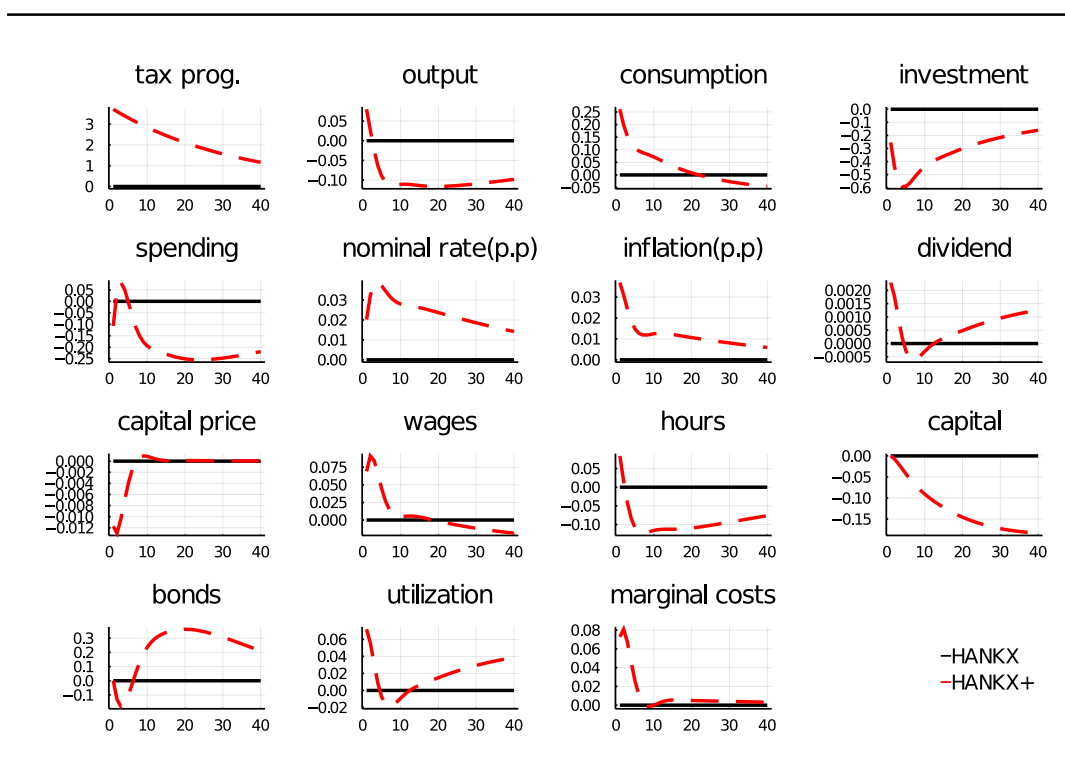 tax prog.
output
consumption
investment
3
2
1
0
0 10 20 30 40
0.05
0.00
−0.05
−0.10
0 10 20 30 40
0.25
0.20
0.15
0.10
0.05
0.00
−0.05
0 10 20 30 40
0.0
−0.1
−0.2
−0.3
−0.4
−0.5
−0.6
0 10 20 30 40
spending
nominal rate(p.p)
inflation(p.p)
dividend
0.05
0.00
−0.05
−0.10
−0.15
−0.20
−0.25
0 10 20 30 40
0.03
0.02
0.01
0.00
0 10 20 30 40
0.03
0.02
0.01
0.00
0 10 20 30 40
0.0020
0.0015
0.0010
0.0005
0.0000
−0.0005
0 10 20 30 40
capital price
wages
hours
capital
0.000
−0.002
−0.004
−0.006
−0.008
−0.010
−0.012
0 10 20 30 40
0.075
0.050
0.025
0.000
0 10 20 30 40
0.05
0.00
−0.05
−0.10
0 10 20 30 40
0.00
−0.05
−0.10
−0.15
0 10 20 30 40
bonds
utilization
marginal costs
0.3
0.2
0.1
0.0
−0.1
0 10 20 30 40
0.06
0.04
0.02
0.00
−0.02
0 10 20 30 40
0.08
0.06
0.04
0.02
0.00
0 10 20 30 40
HANKX
HANKX+